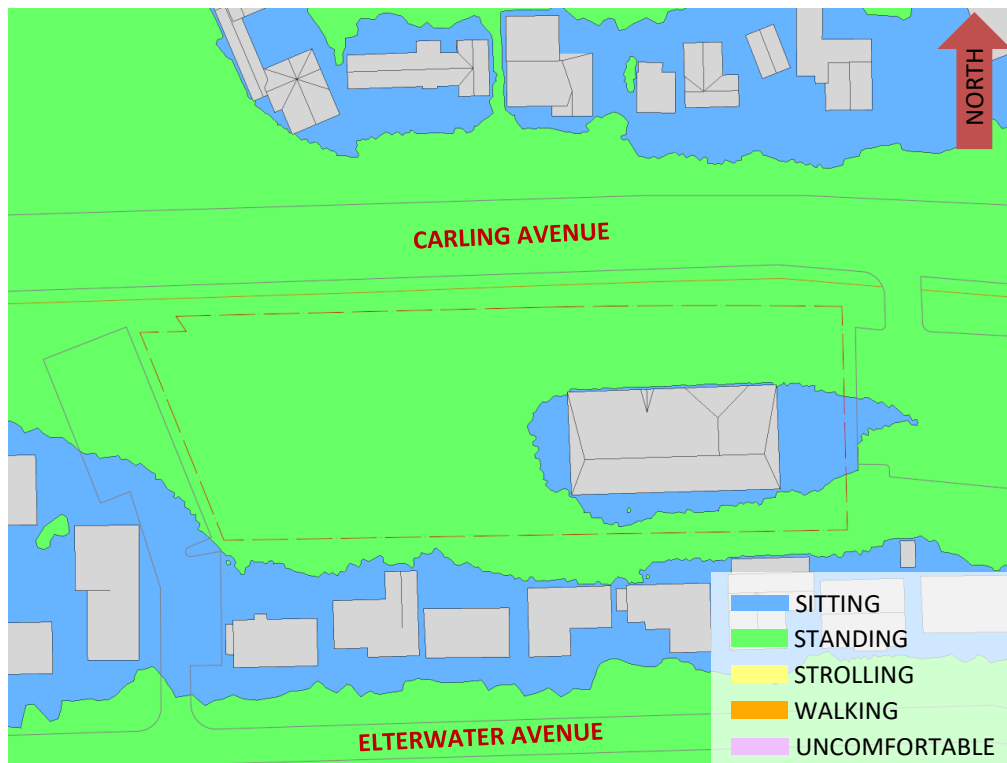 NORTH
CARLING AVENUE
SITTING
STANDING
STROLLING
WALKING
UNCOMFORTABLE
ELTERWATER AVENUE